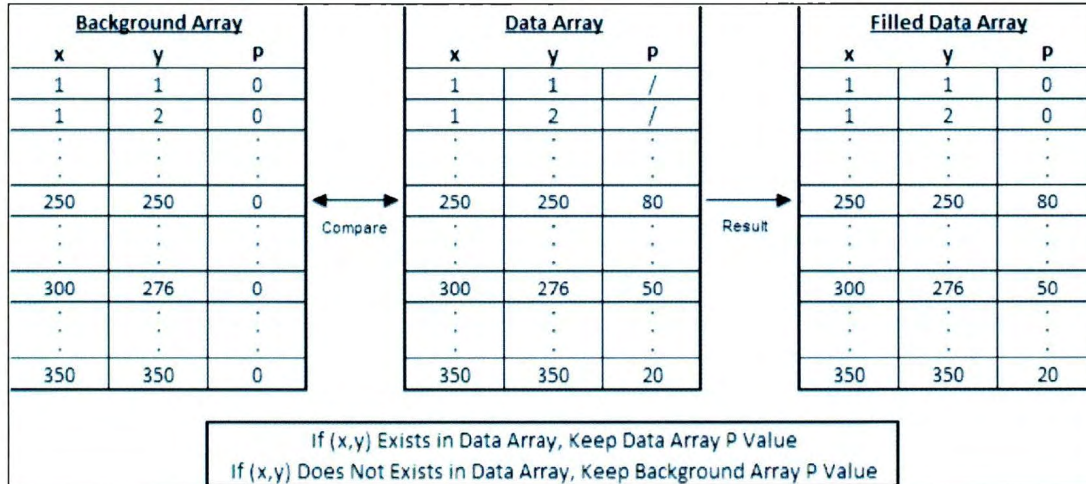 Background Array Data Array Filled Data Array
x y P x y P x y P
1 1 0 1 1 / 1 1 0
1 2 0 1 2 / 1 2 0
. . . . . . . . .
. . . . . . . . .
. . . . . . . . .
250 250 0 250 250 80 250 250 80
Compare Result
. . . . . . . . .
. . . . . . . . .
. . . . . . . . .
300 276 0 300 276 50 300 276 50
. . . . . . . . .
. . . . . . . . .
. . . . . . . . .
350 350 0 350 350 20 350 350 20
If (x,y) Exists in Data Array, Keep Data Array P Value
If (x,y) Does Not Exists in Data Array, Keep Background Array P Value